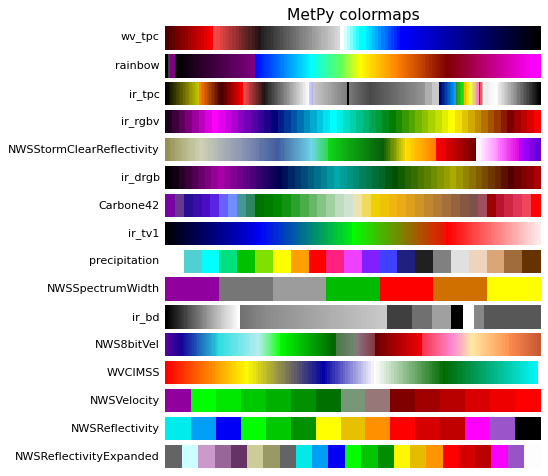 MetPy colormaps
wv_tpc
rainbow
ir_tpc
ir_rgbv
NWSStormClearReflectivity
ir_drgb
Carbone42
ir_tv1
precipitation
NWSSpectrumWidth
ir_bd
NWS8bitVel
WVCIMSS
NWSVelocity
NWSReflectivity
NWSReflectivityExpanded